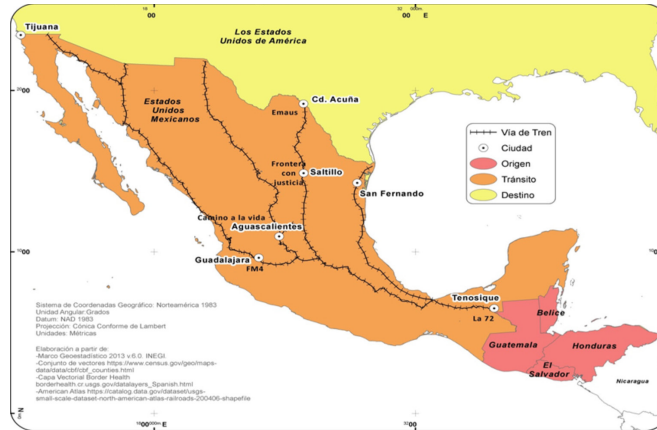 Tijuana
Los Estados
Unidos de América
Cd. Acuña
Emaus
Estados
Unidos
Mexicanos
Frontera
con
justicia
Saltillo
San Fernando
Vía de Tren
Ciudad
Origen
Tránsito
Destino
Camino a la vida
Aguascalientes
Guadalajara
FM4
Tenosique
La 72
Belice
Guatemala
Honduras
El
Salvador
Nicaragua
Sistema de Coordenadas Geográfico: Norteamérica 1983
Unidad Angular:Grados
Datum: NAD 1983
Projección: Cónica Conforme de Lambert
Unidades: Métricas
Elaboración a partir de:
-Marco Geoestadístico 2013 v.6.0. INEGI.
-Conjunto de vectores https://www.census.gov/geo/maps-
data/data/cbf/cbf_counties.html
-Capa Vectorial Border Health
borderhealth.cr.usgs.gov/datalayers_Spanish.html
-American Atlas https://catalog.data.gov/dataset/usgs-
small-scale-dataset-north-american-atlas-railroads-200406-shapefile